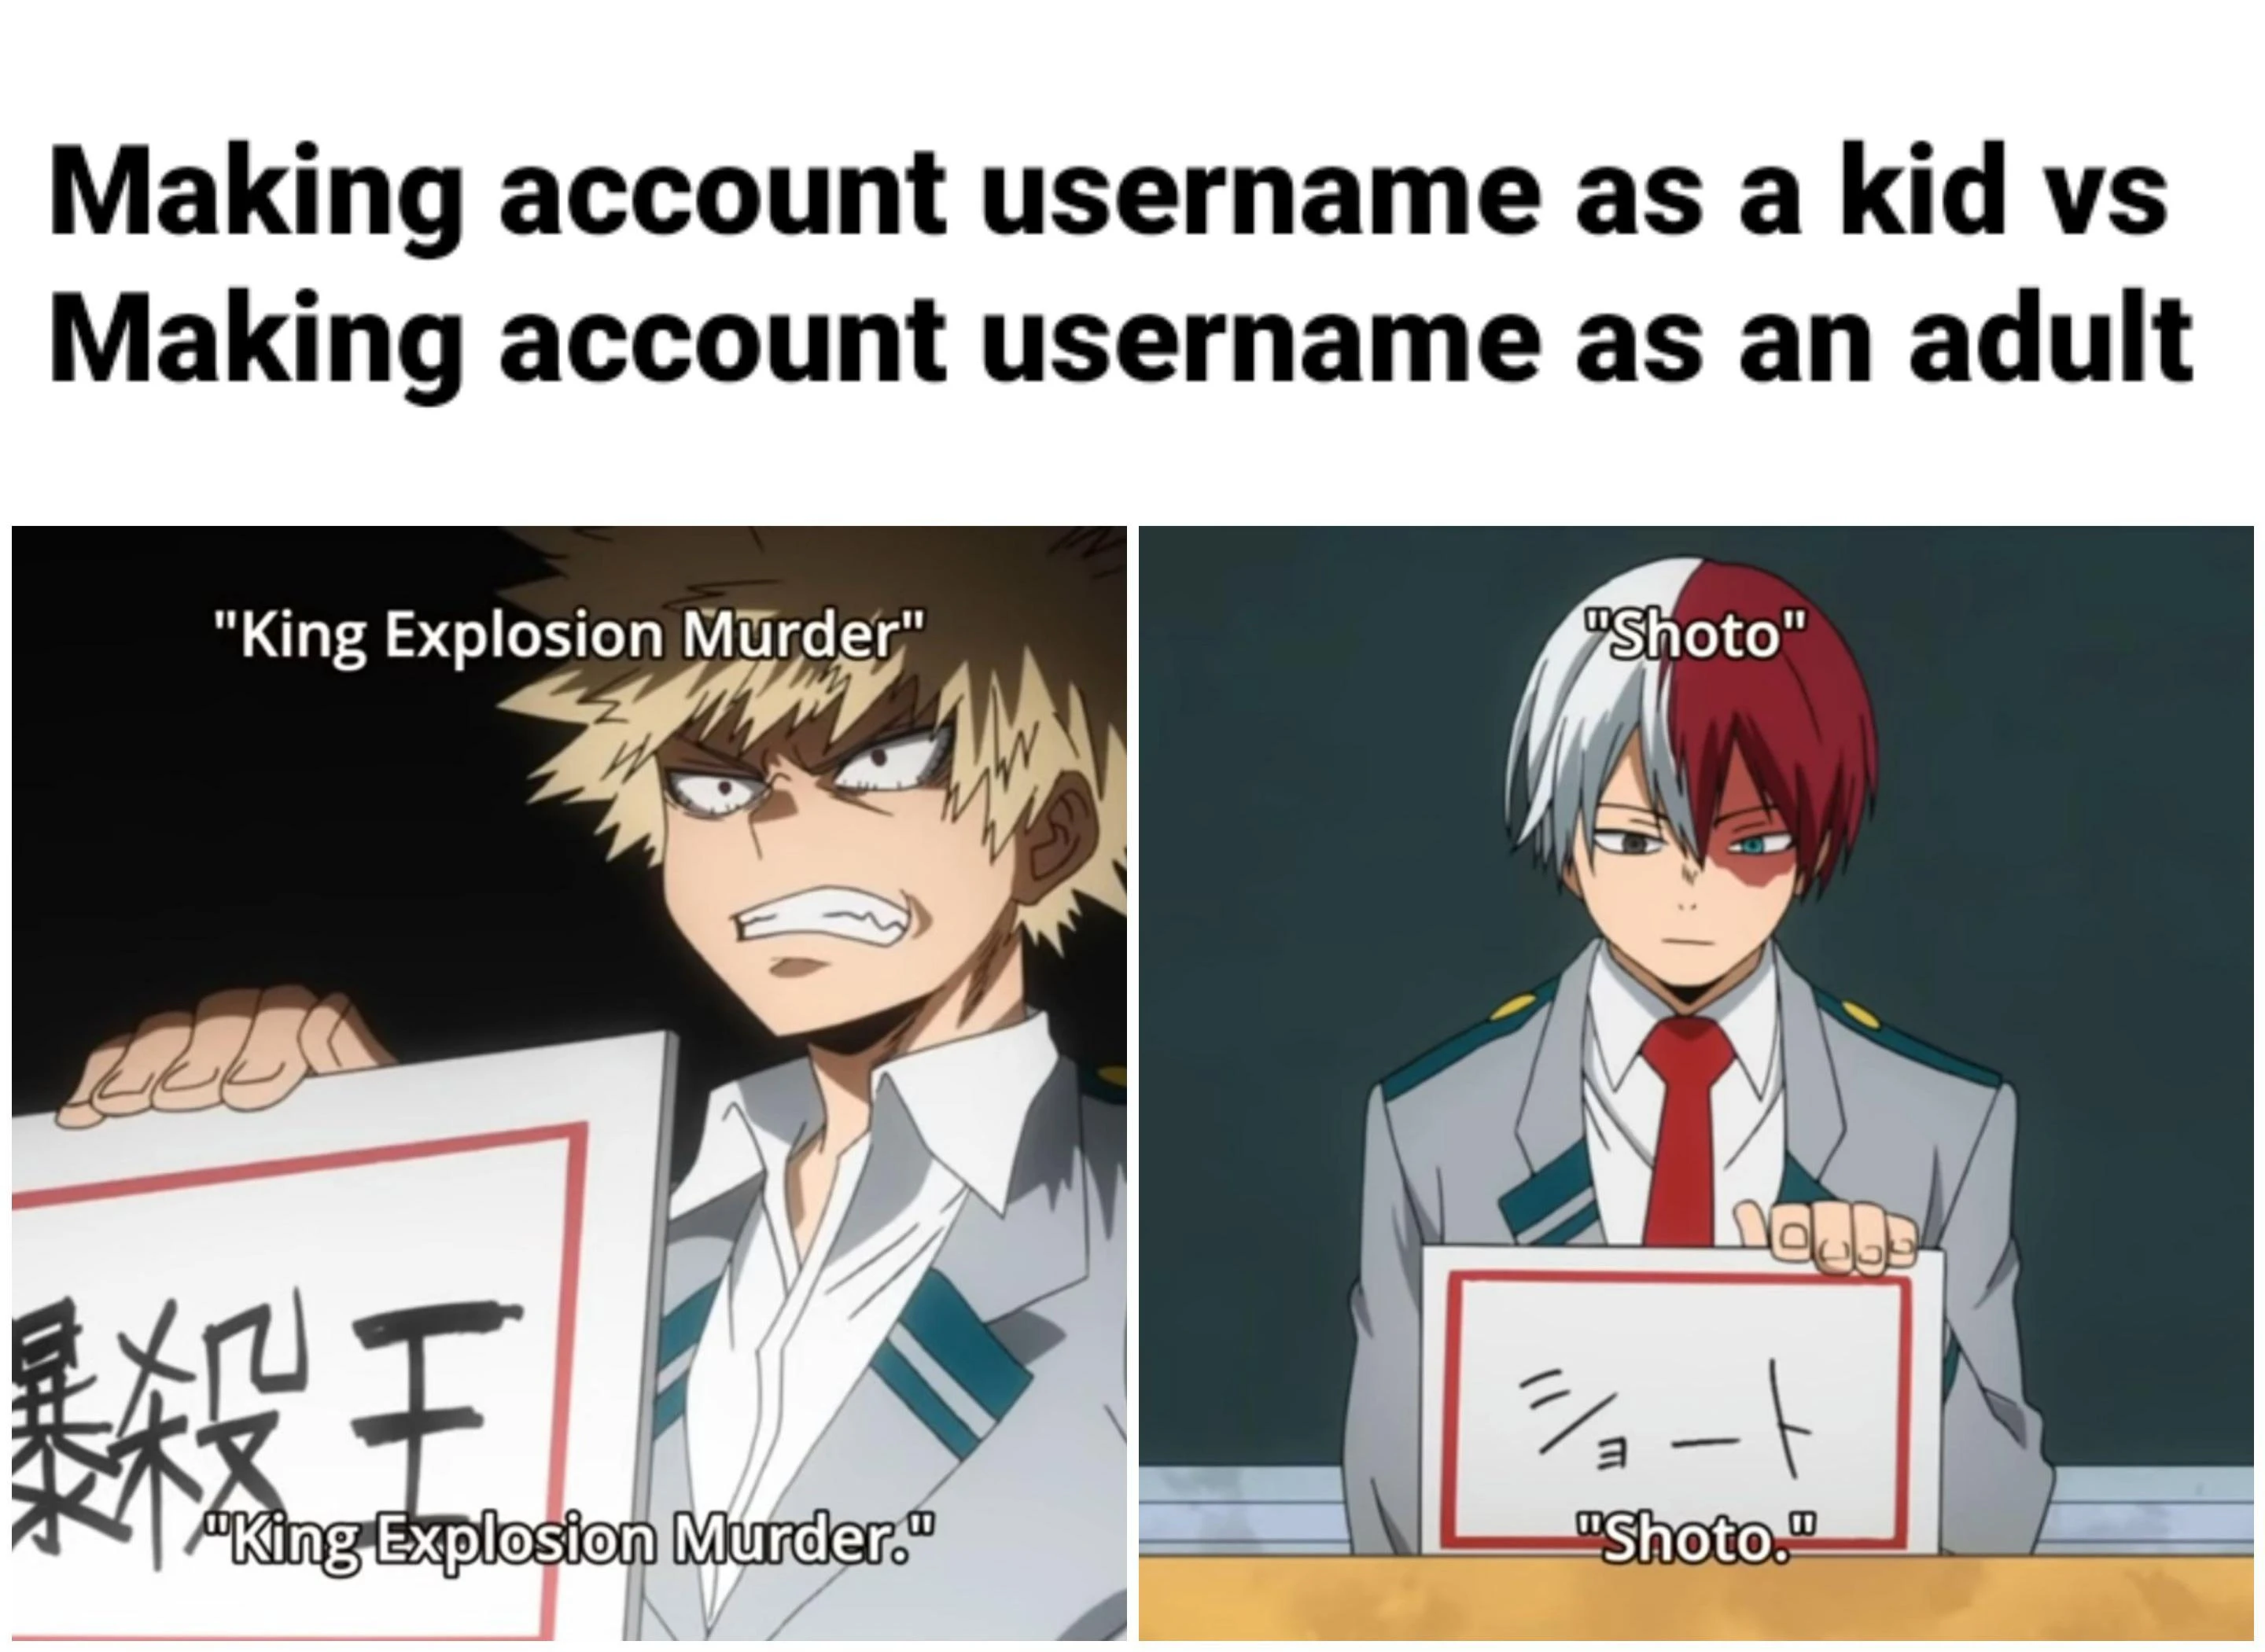 Making account username as a kid vs
Making account username as an adult
"King Explosion Murder"
爆殺王
"King Explosion Murder."
"Shoto"
ショート
"Shoto."